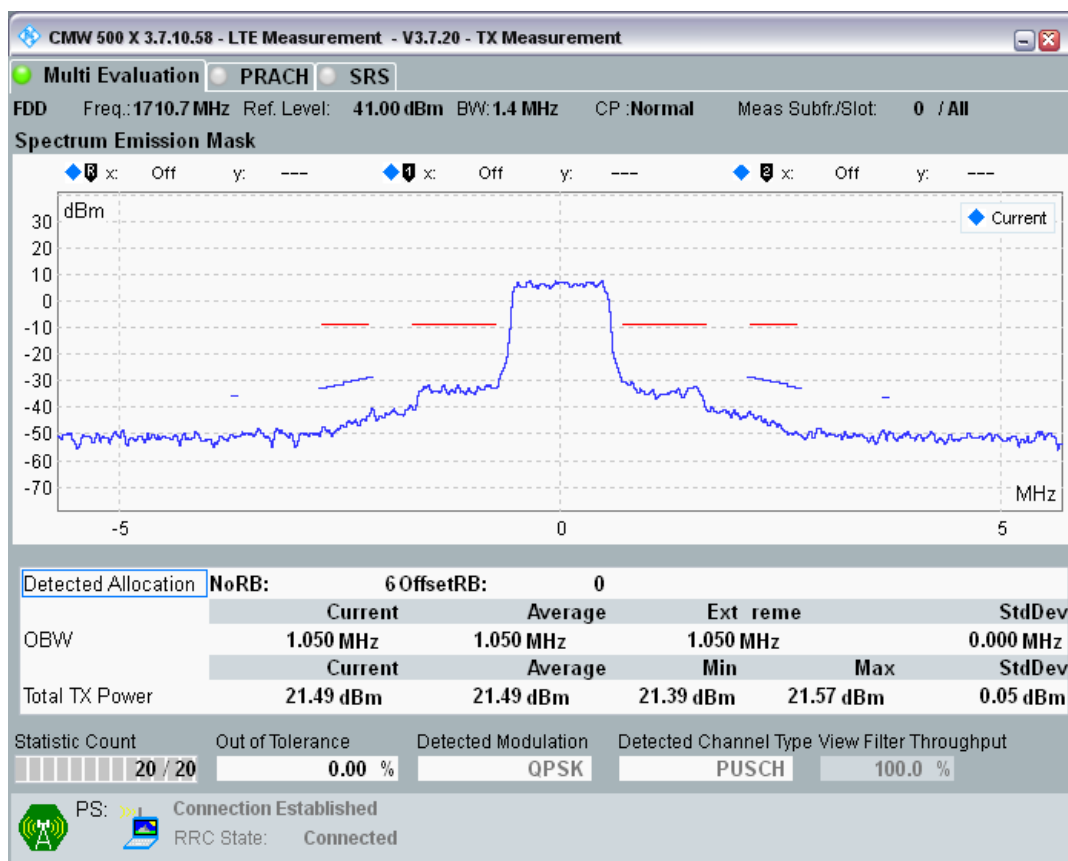 CMW 500 X 3.7.10.58 - LTE Measurement - V3.7.20 - TX Measurement
Multi Evaluation PRACH SRS
FDD Freq.: 1710.7 MHz Ref. Level: 41.00 dBm BW: 1.4 MHz CP :Normal Meas Subfr./Slot: 0 / All
Spectrum Emission Mask
R x: Off y: --- 1 x: Off y: --- 2 x: Off y: ---
dBm
Current
30
20
10
0
-10
-20
-30
-40
-50
-60
-70
MHz
-5 0 5
Detected Allocation NoRB: 6 OffsetRB: 0
Current Average Ext reme StdDev
OBW 1.050 MHz 1.050 MHz 1.050 MHz 0.000 MHz
Current Average Min Max StdDev
Total TX Power 21.49 dBm 21.49 dBm 21.39 dBm 21.57 dBm 0.05 dBm
Statistic Count Out of Tolerance Detected Modulation Detected Channel Type View Filter Throughput
20 / 20 0.00 % QPSK PUSCH 100.0 %
PS: Connection Established
RRC State: Connected